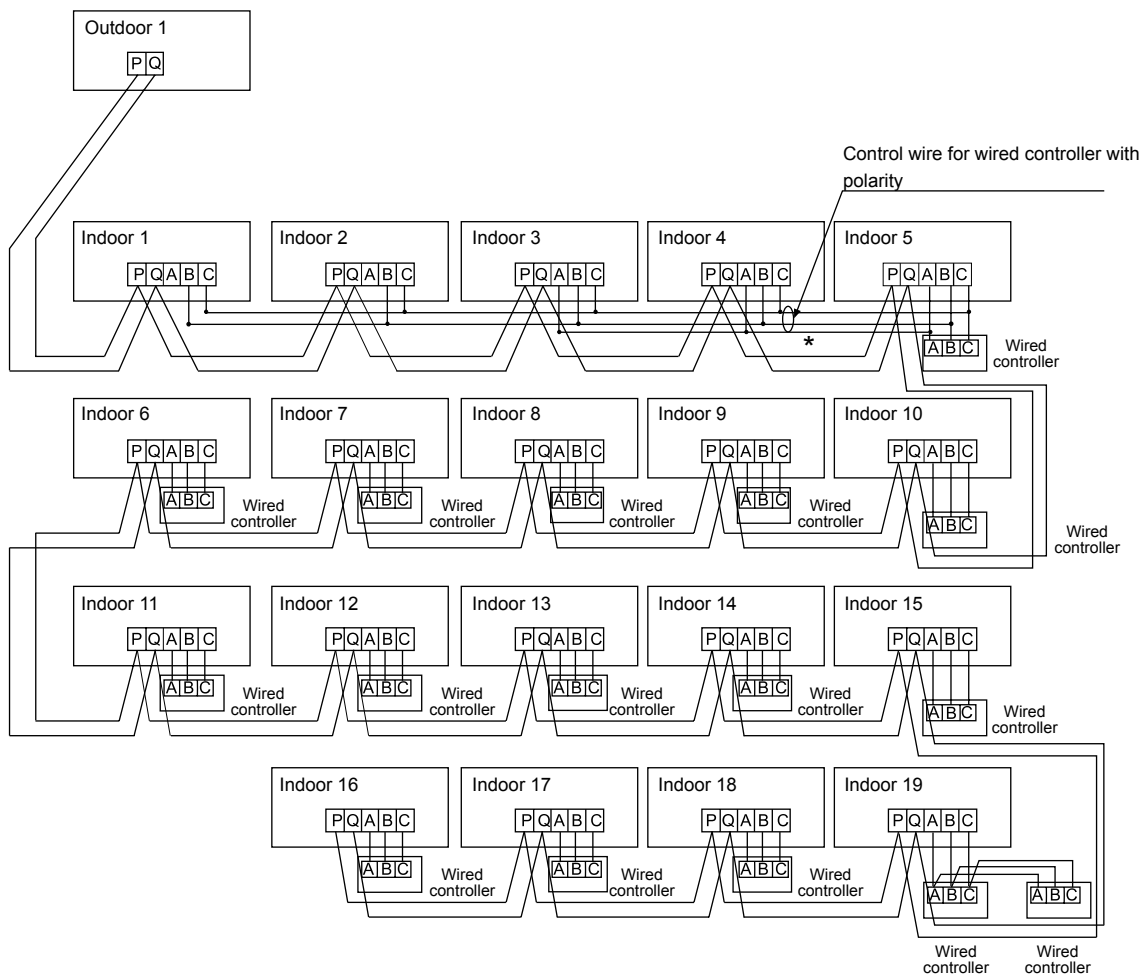 Outdoor 1
P Q
Control wire for wired controller with
polarity
Indoor 1
P Q A B C
Indoor 2
P Q A B C
Indoor 3
P Q A B C
Indoor 4
P Q A B C
Indoor 5
P Q A B C
*
A B C
Wired
controller
Indoor 6
P Q A B C
A B C
Wired
controller
Indoor 7
P Q A B C
A B C
Wired
controller
Indoor 8
P Q A B C
A B C
Wired
controller
Indoor 9
P Q A B C
A B C
Wired
controller
Indoor 10
P Q A B C
A B C
Wired
controller
Indoor 11
P Q A B C
A B C
Wired
controller
Indoor 12
P Q A B C
A B C
Wired
controller
Indoor 13
P Q A B C
A B C
Wired
controller
Indoor 14
P Q A B C
A B C
Wired
controller
Indoor 15
P Q A B C
A B C
Wired
controller
Indoor 16
P Q A B C
A B C
Wired
controller
Indoor 17
P Q A B C
A B C
Wired
controller
Indoor 18
P Q A B C
A B C
Wired
controller
Indoor 19
P Q A B C
A B C
Wired
controller
A B C
Wired
controller